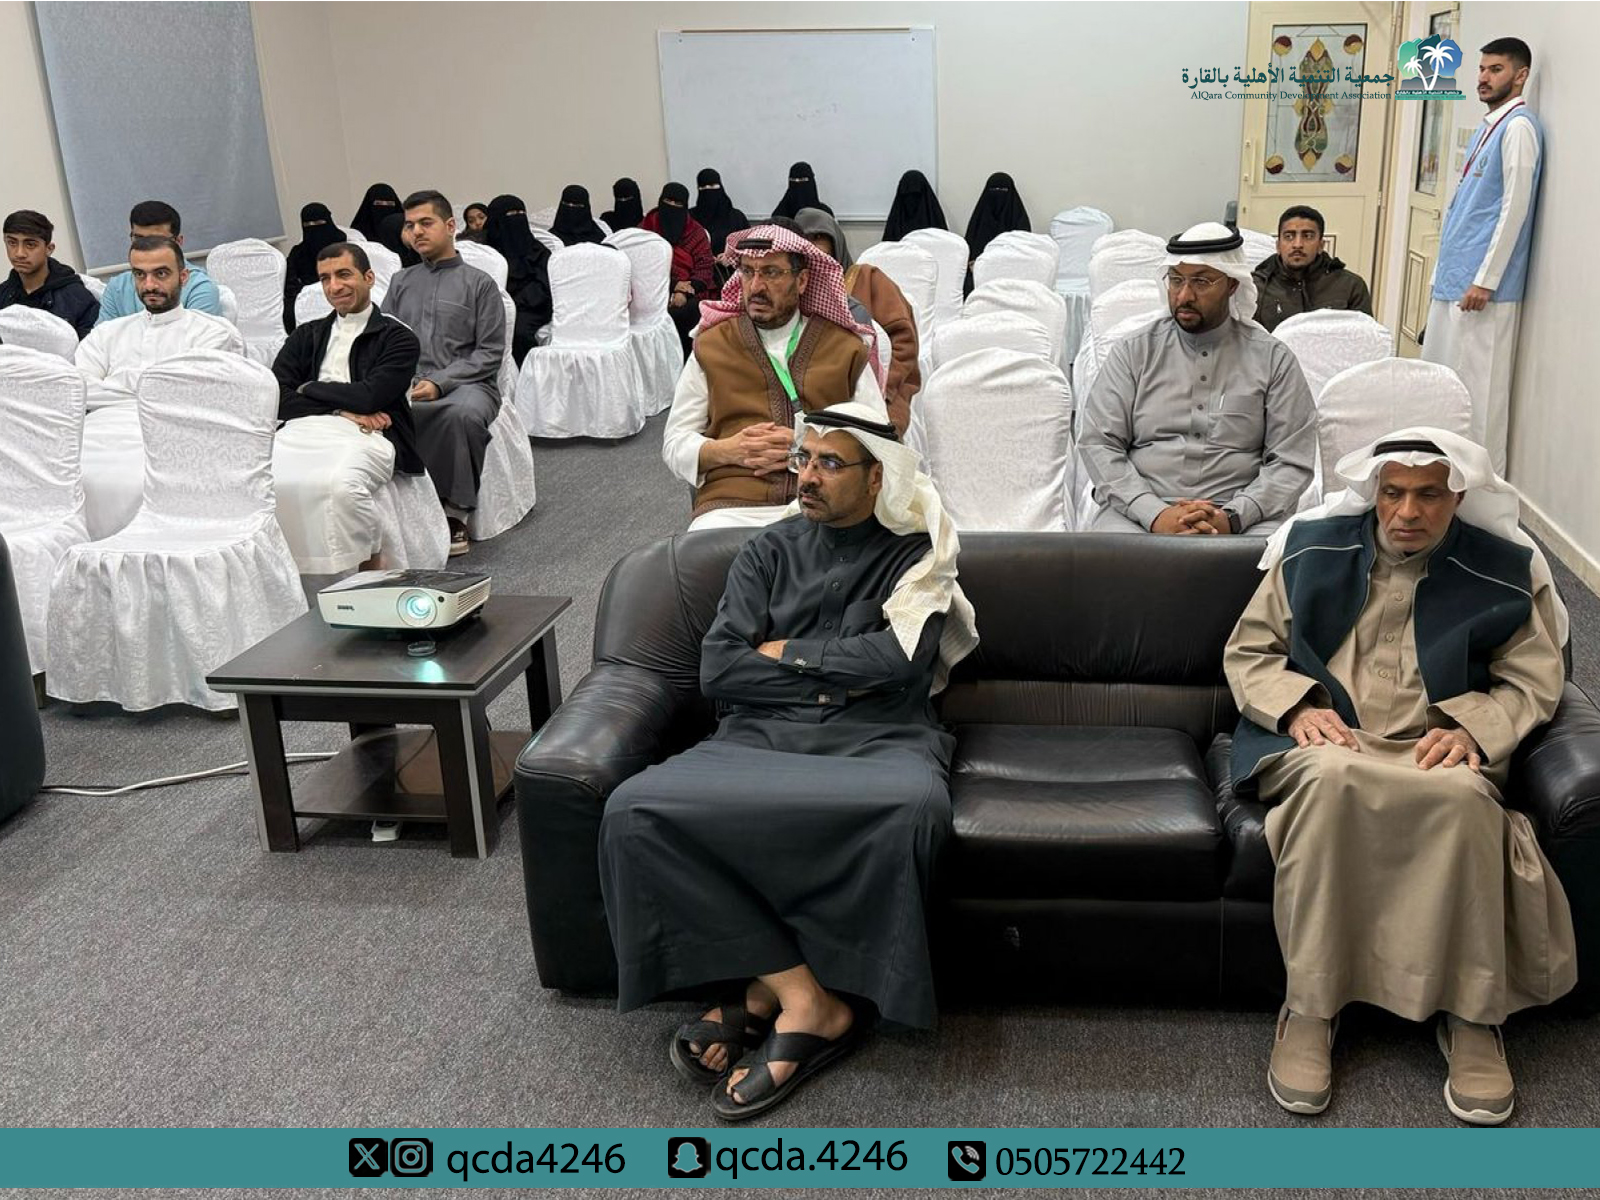 جمعية التنمية الأهلية بالقارة
AlQara Community Development Association
qcda4246
qcda.4246
0505722442